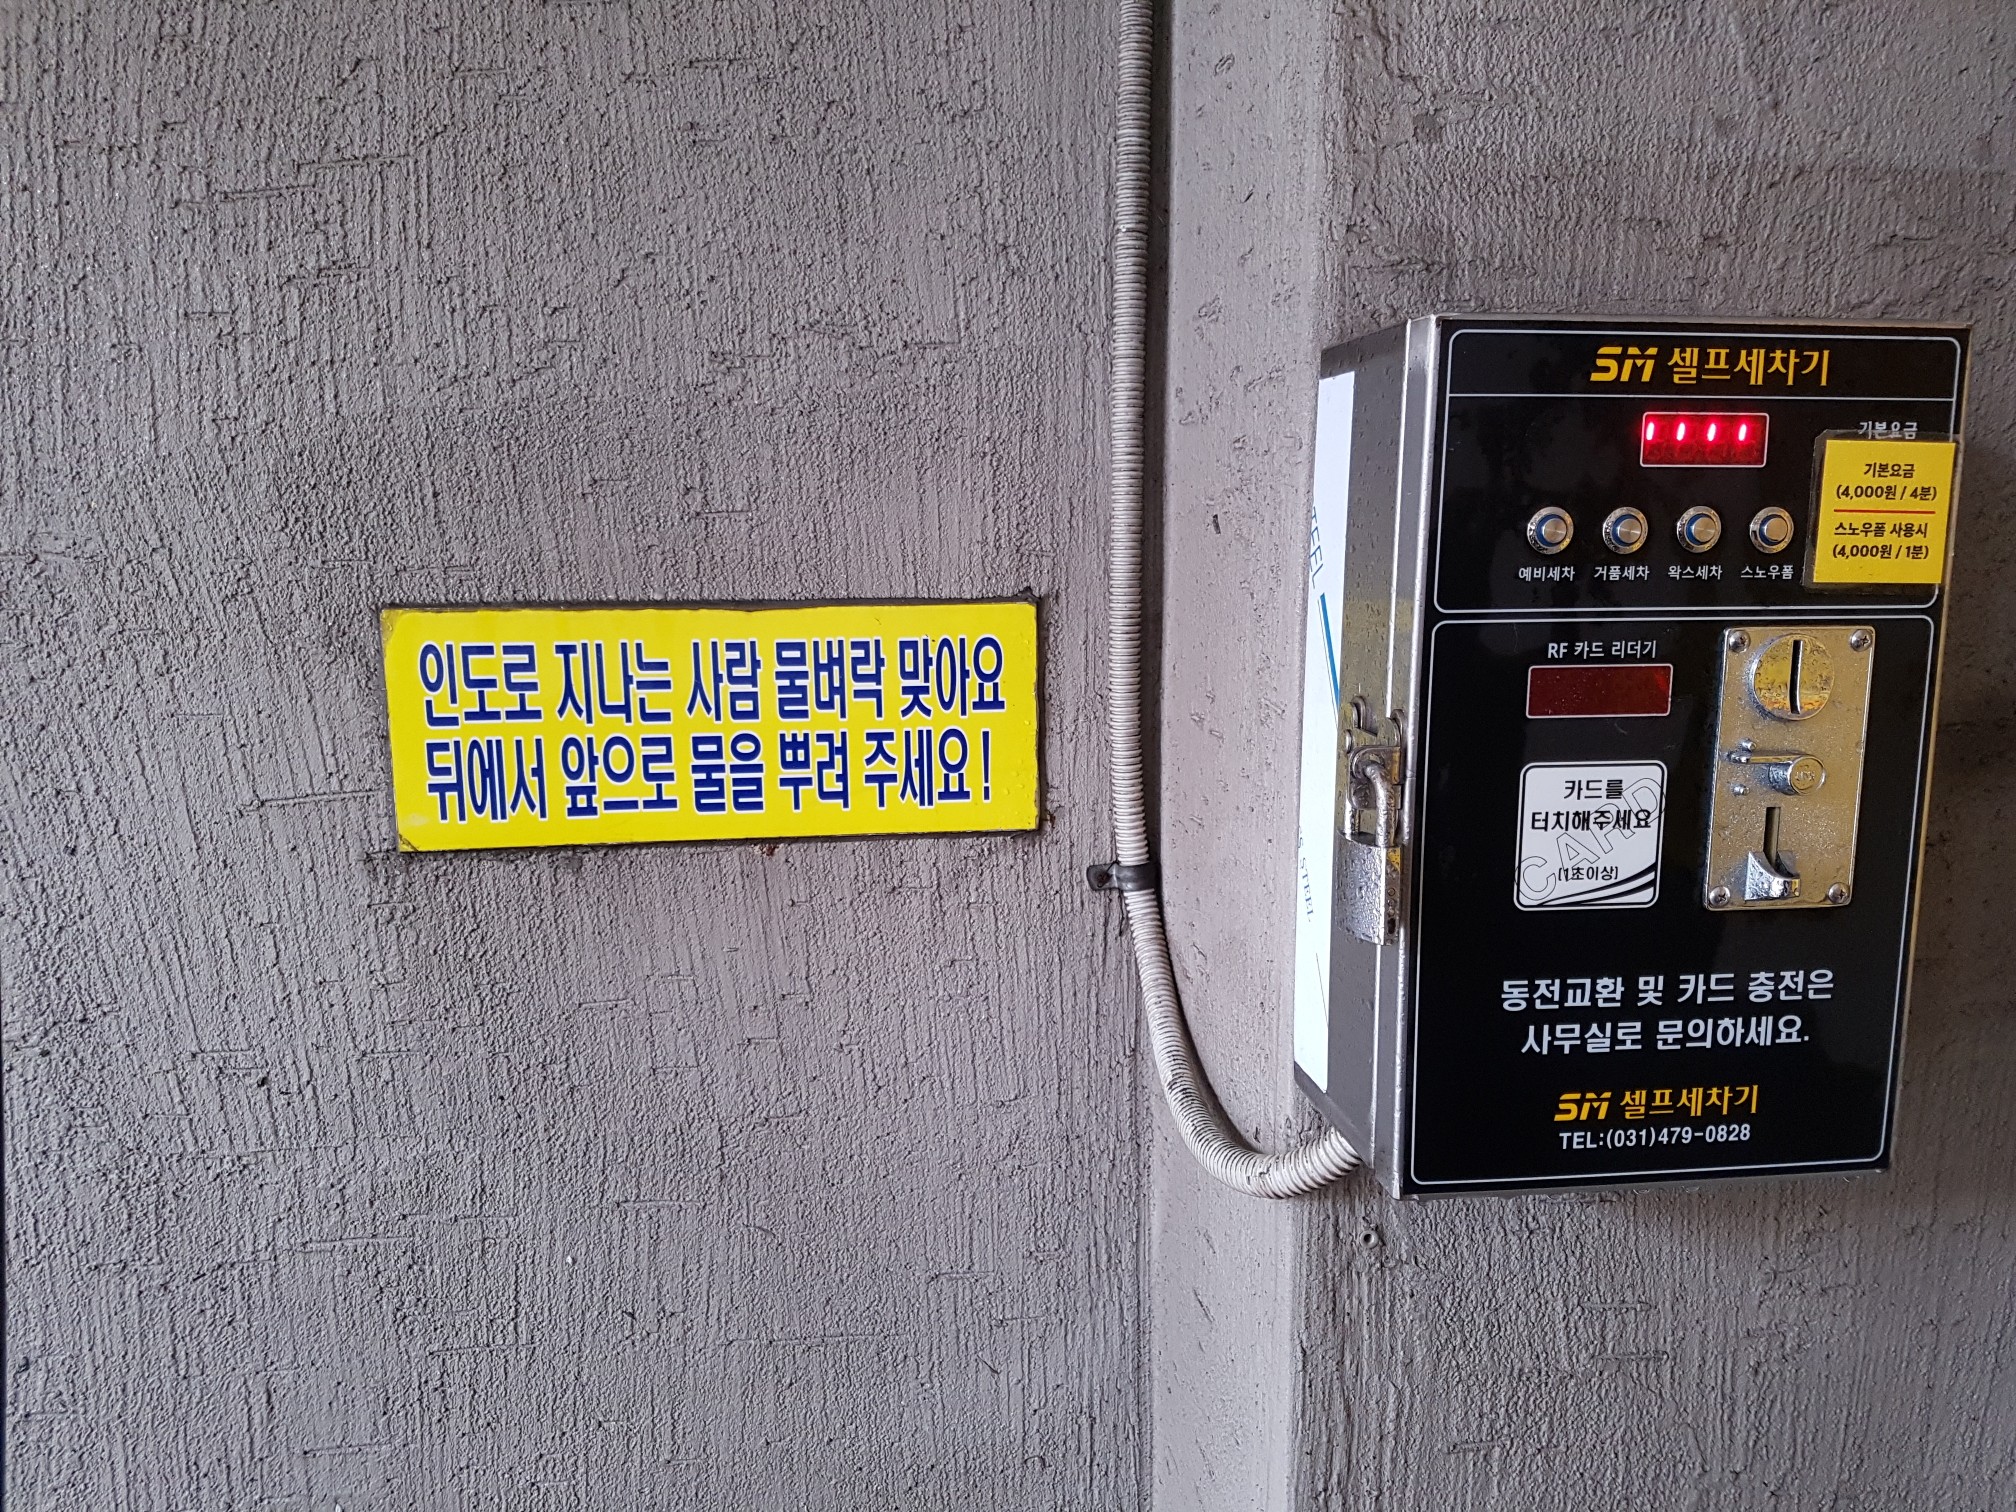 인도로 지나는 사람 물벼락 맞아요
뒤에서 앞으로 물을 뿌려 주세요!
SM 셀프세차기
기본요금
기본요금
(4,000원 / 4분)
스노우폼 사용시
(4,000원 / 1분)
예비세차 거품세차 왁스세차 스노우폼
RF 카드 리더기
카드를
터치해주세요
CARD
[1초이상]
동전교환 및 카드 충전은
사무실로 문의하세요.
SM 셀프세차기
TEL:(031)479-0828
STEEL